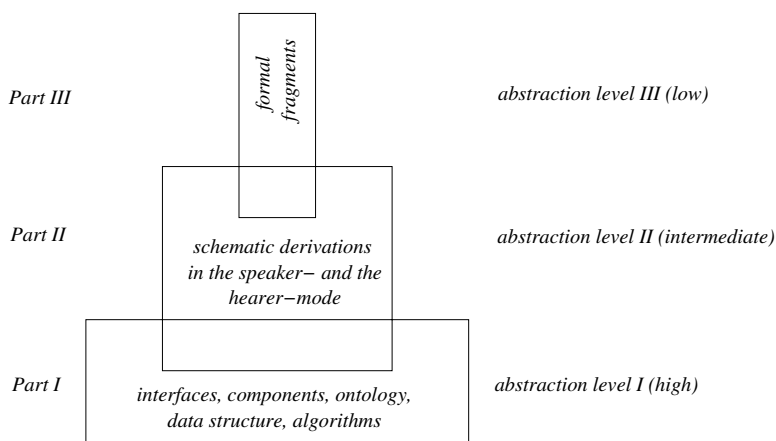 formal
fragments
Part III
abstraction level III (low)
Part II
abstraction level II (intermediate)
schematic derivations
in the speaker− and the
hearer−mode
Part I
abstraction level I (high)
interfaces, components, ontology,
data structure, algorithms